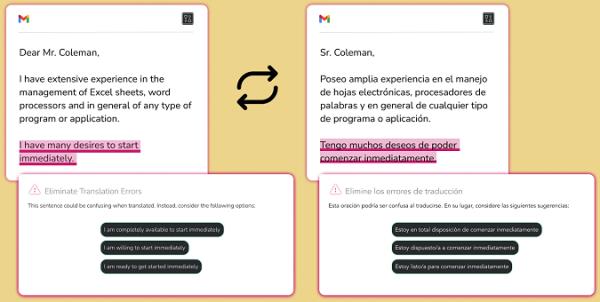 Dear Mr. Coleman,
I have extensive experience in the
management of Excel sheets, word
processors and in general of any type of
program or application.
I have many desires to start
immediately.
Eliminate Translation Errors
This sentence could be confusing when translated. Instead, consider the following options:
I am completely available to start immediately
I am willing to start immediately
I am ready to get started immediately
Sr. Coleman,
Poseo amplia experiencia en el manejo
de hojas electrónicas, procesadores de
palabras y en general de cualquier tipo
de programa o aplicación.
Tengo muchos deseos de poder
comenzar inmediatamente.
Elimine los errores de traducción
Esta oración podría ser confusa al traducirse. En su lugar, considere las siguientes sugerencias:
Estoy en total disposición de comenzar inmediatamente
Estoy dispuesto/a a comenzar inmediatamente
Estoy listo/a para comenzar inmediatamente